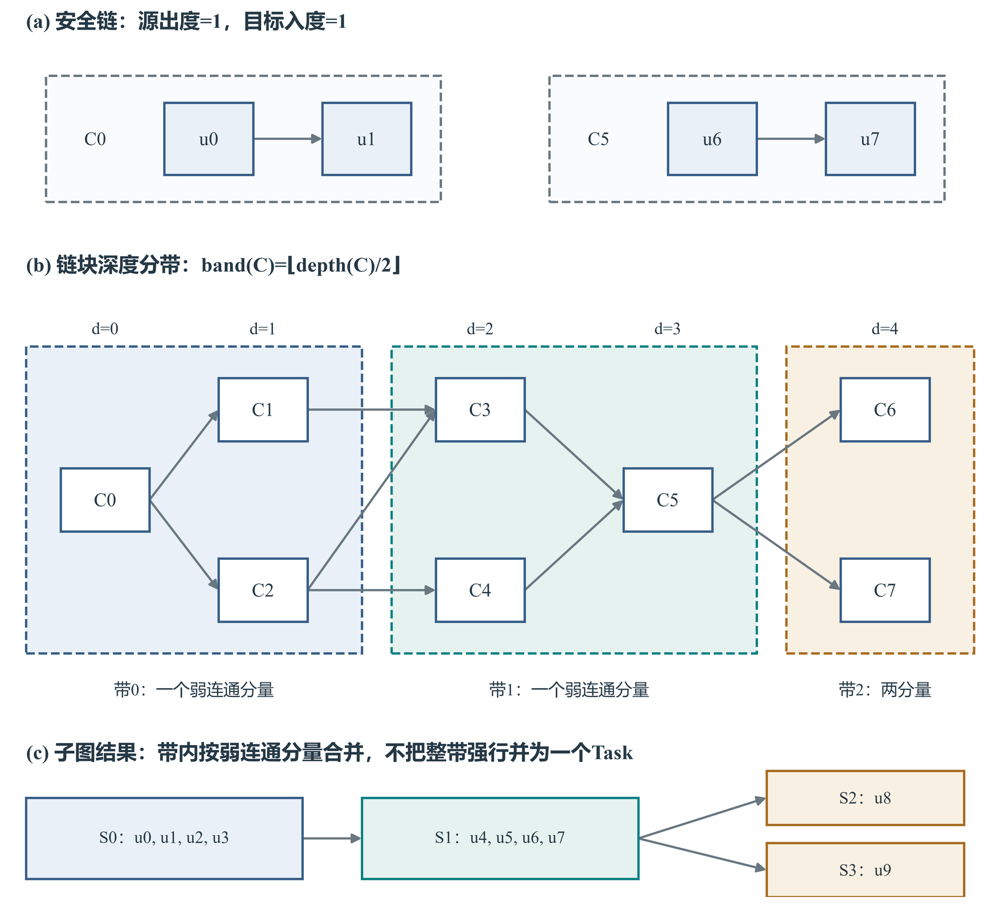 (a) 安全链：源出度=1，目标入度=1
C0
u0
u1
C5
u6
u7
(b) 链块深度分带：band(C)=⌊depth(C)/2⌋
d=0
d=1
d=2
d=3
d=4
C1
C3
C6
C0
C5
C2
C4
C7
带0：一个弱连通分量
带1：一个弱连通分量
带2：两分量
(c) 子图结果：带内按弱连通分量合并，不把整带强行并为一个Task
S0：u0, u1, u2, u3
S1：u4, u5, u6, u7
S2：u8
S3：u9